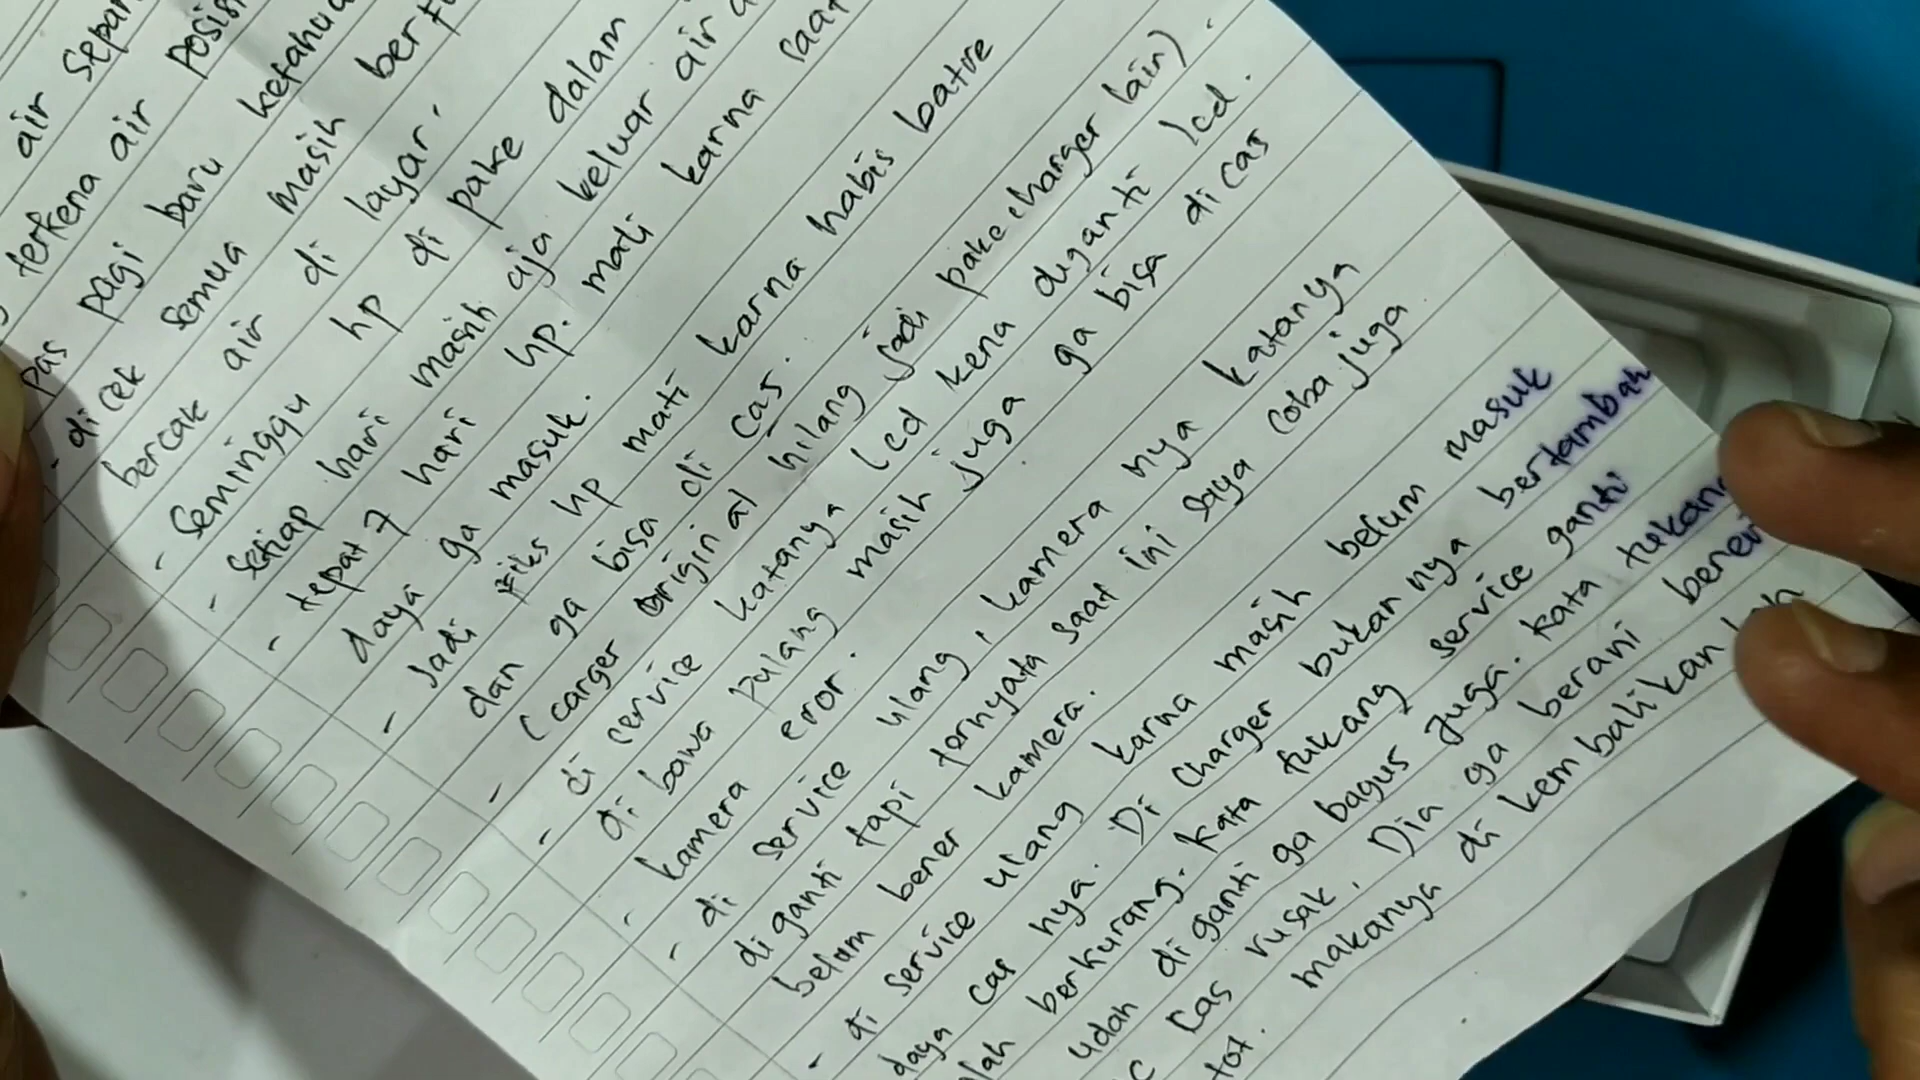 air
terkena air posisi
pas pagi baru
- di cek semua masih
bercak air di layar.
- Seminggu hp di pake dalam
setiap hari masih aja keluar air
- tepat 7 hari hp. mati karna saat
daya ga masuk.
- Jadi fiks hp mati karna habis batre
dan ga bisa di cas.
- (carger original hilang jadi pake charger lain).
- di service katanya lcd kena diganti lcd.
di bawa pulang masih juga ga bisa di cas
- kamera eror.
- di service ulang, kamera nya katanya
di ganti tapi ternyata saat ini saya coba juga
belum bener kamera.
- di service ulang karna masih belum masuk
daya cas nya. Di Charger bukan nya bertambah
berkurang. kata tukang service ganti
udah di ganti ga bagus juga. kata tukang
cas rusak. Dia ga berani bener
makanya di kembalikan